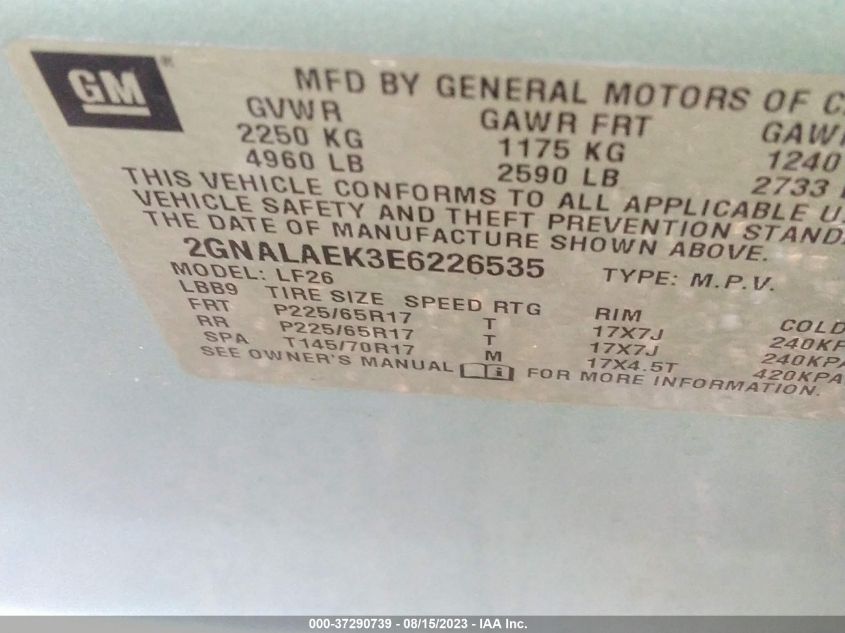 GM®
MFD BY GENERAL MOTORS OF
GVWR GAWR FRT
2250 KG 1175 KG 1240
4960 LB 2590 LB 2733
THIS VEHICLE CONFORMS TO ALL APPLICABLE
VEHICLE SAFETY AND THEFT PREVENTION
THE DATE OF MANUFACTURE SHOWN ABOVE.
2GNALAEK3E6226535 TYPE: M.P.V.
MODEL: LF26
LBB9 TIRE SIZE SPEED RTG RIM COLD
FRT P225/65R17 T 17X7J
RR P225/65R17 T 17X7J
SPA T145/70R17 M 17X4.5T 420KPA
SEE OWNER'S MANUAL i FOR MORE INFORMATION.
000-37290739 - 08/15/2023 - IAA Inc.